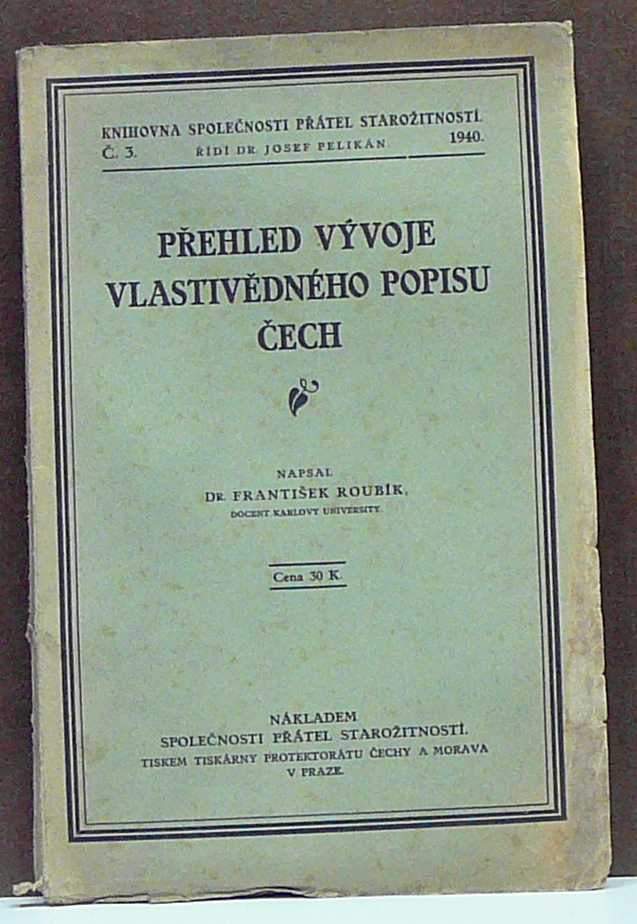 KNIHOVNA SPOLEČNOSTI PŘÁTEL STAROŽITNOSTÍ.
Č. 3. ŘÍDÍ DR. JOSEF PELIKÁN. 1940.
PŘEHLED VÝVOJE
VLASTIVĚDNÉHO POPISU
ČECH
NAPSAL
DR. FRANTIŠEK ROUBÍK,
DOCENT KARLOVY UNIVERSITY.
Cena 30 K.
NÁKLADEM
SPOLEČNOSTI PŘÁTEL STAROŽITNOSTÍ.
TISKEM TISKÁRNY PROTEKTORÁTU ČECHY A MORAVA
V PRAZE.